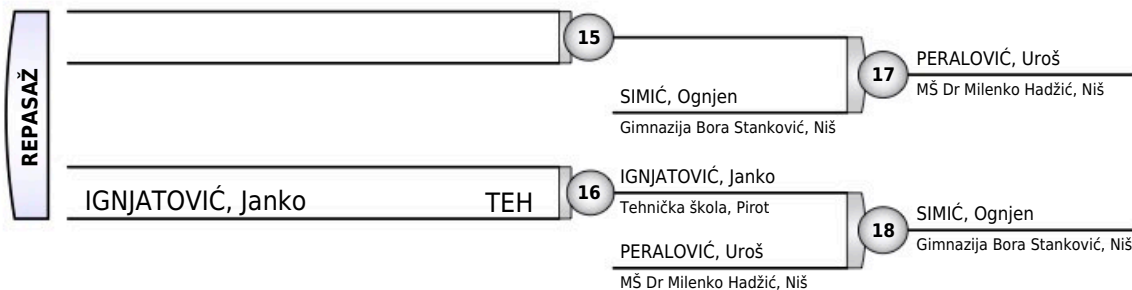 REPASAŽ
15
SIMIĆ, Ognjen
Gimnazija Bora Stanković, Niš
17
PERALOVIĆ, Uroš
MŠ Dr Milenko Hadžić, Niš
IGNJATOVIĆ, Janko TEH
16
IGNJATOVIĆ, Janko
Tehnička škola, Pirot
PERALOVIĆ, Uroš
MŠ Dr Milenko Hadžić, Niš
18
SIMIĆ, Ognjen
Gimnazija Bora Stanković, Niš